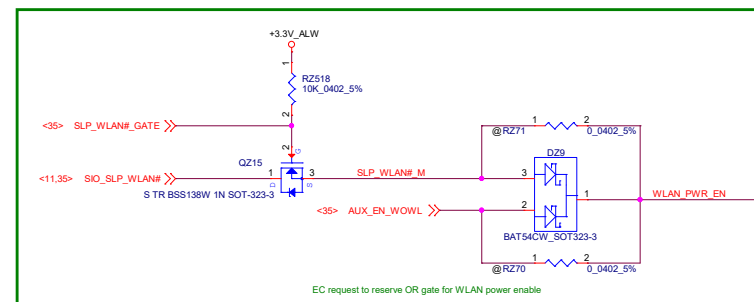 +3.3V_ALW
1
RZ518
10K_0402_5%
2
<35> SLP_WLAN#_GATE
2
G
QZ15
<11,35> SIO_SLP_WLAN#
1
D
S
3
SLP_WLAN#_M
S TR BSS138W 1N SOT-323-3
1
2
@RZ71
0_0402_5%
DZ9
3
2
1
WLAN_PWR_EN
<35> AUX_EN_WOWL
BAT54CW_SOT323-3
1
2
@RZ70
0_0402_5%
EC request to reserve OR gate for WLAN power enable